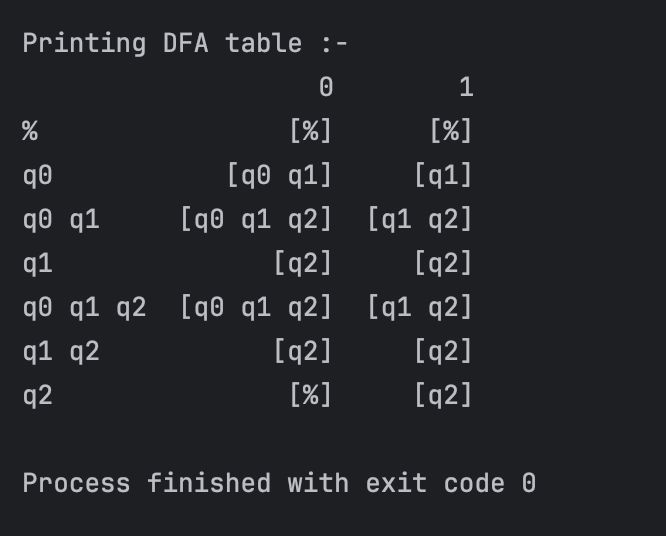 Printing DFA table :-
0 1
% [%] [%]
q0 [q0 q1] [q1]
q0 q1 [q0 q1 q2] [q1 q2]
q1 [q2] [q2]
q0 q1 q2 [q0 q1 q2] [q1 q2]
q1 q2 [q2] [q2]
q2 [%] [q2]
Process finished with exit code 0